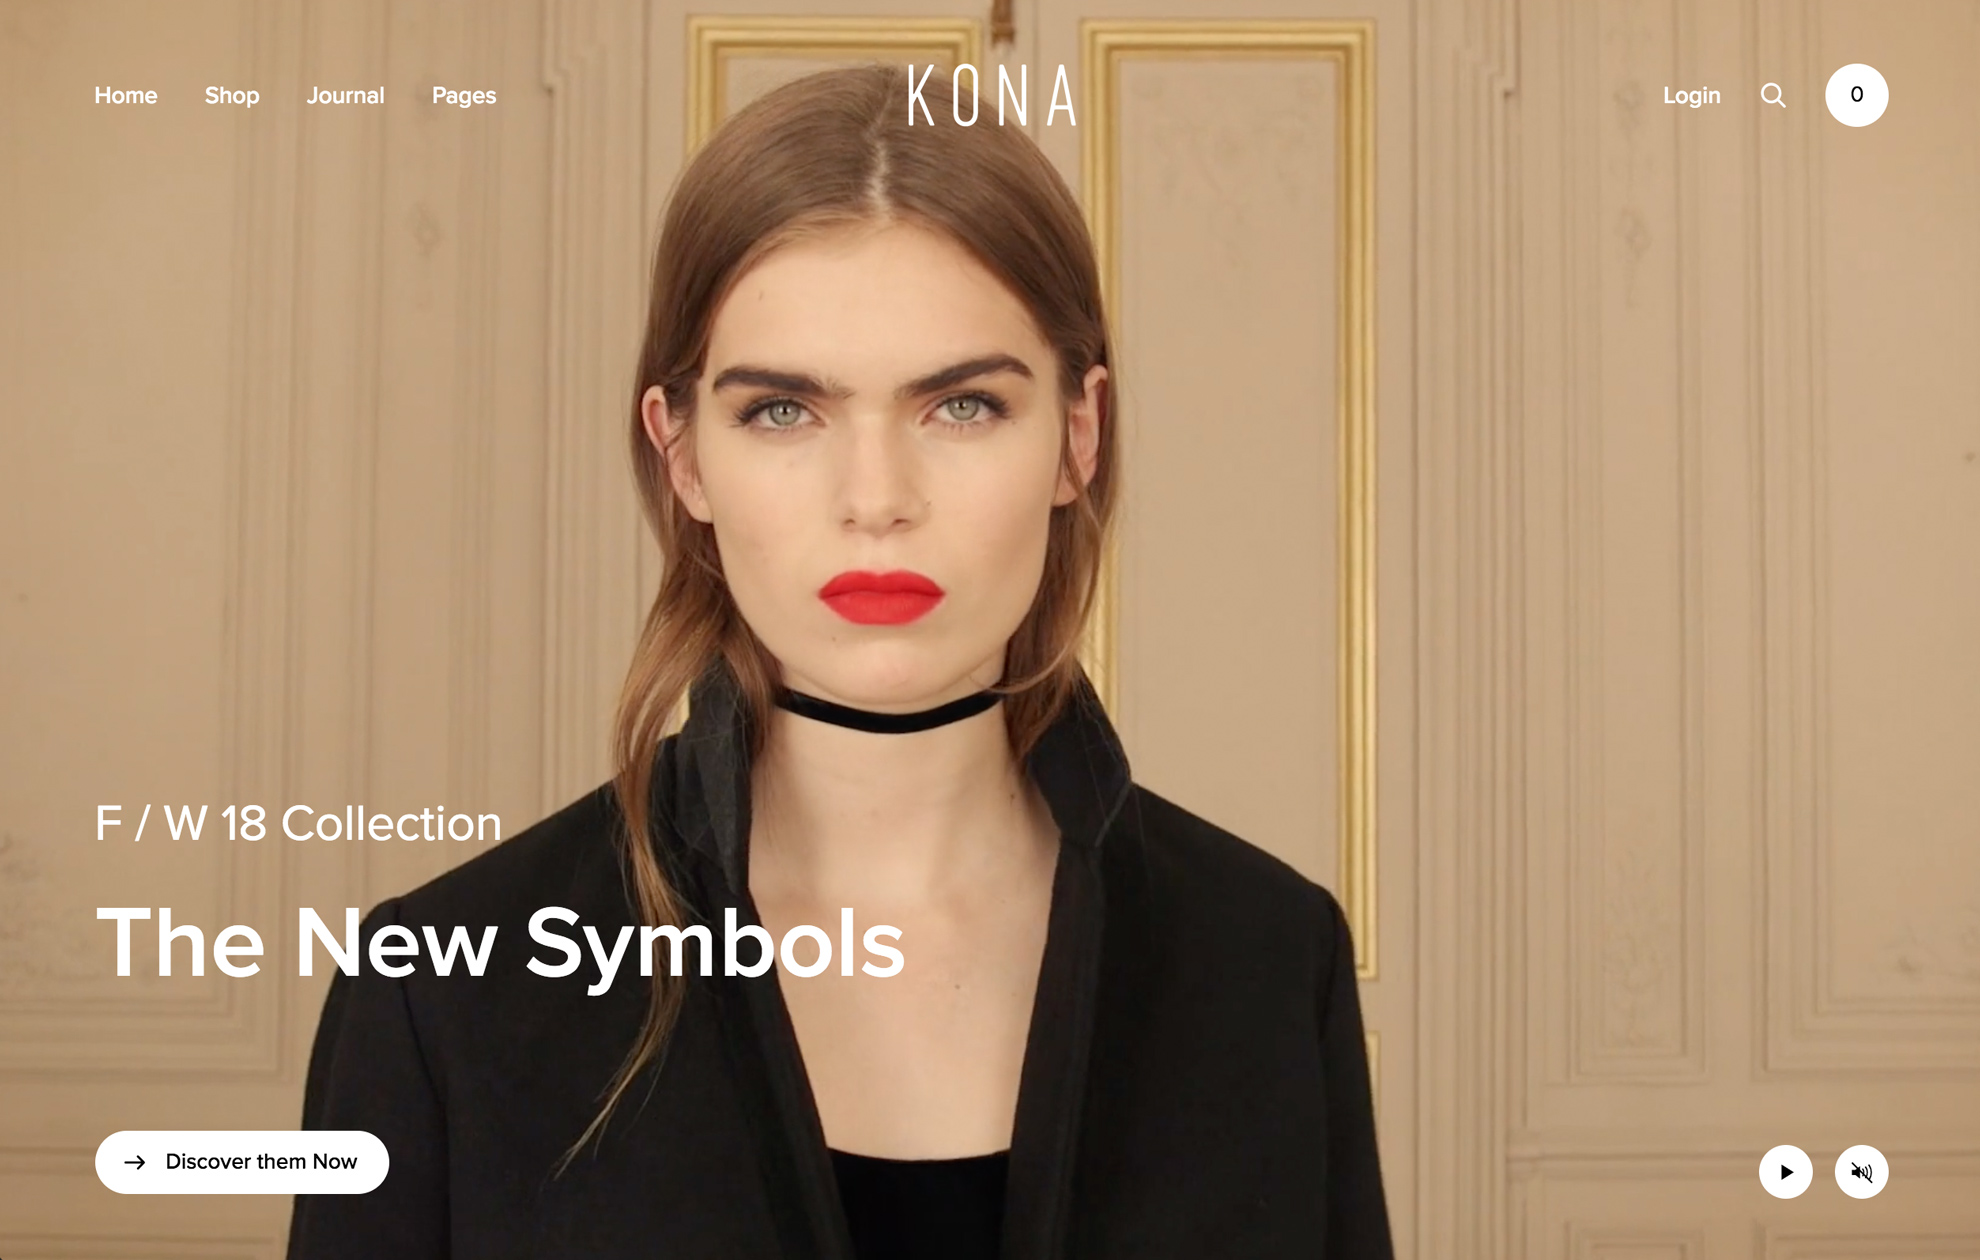 Home Shop Journal Pages KONA Login 0
F / W 18 Collection
The New Symbols
Discover them Now